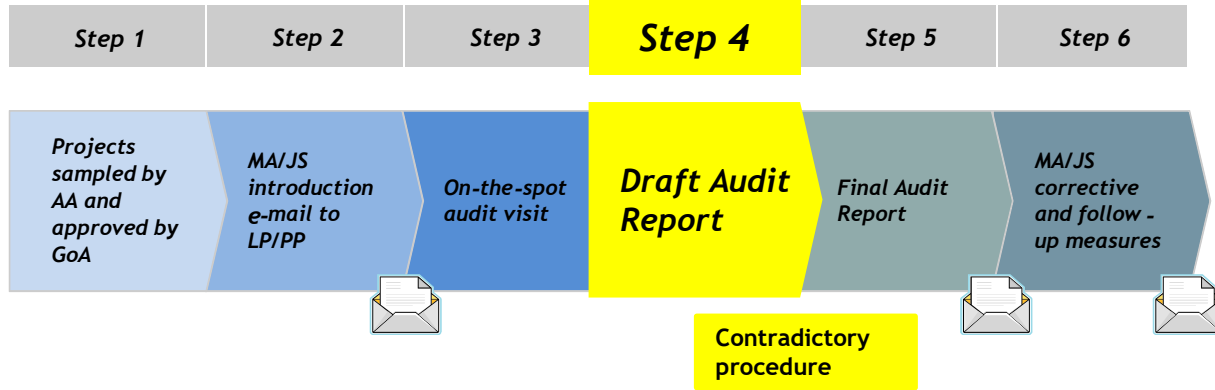 Step 1
Step 2
Step 3
Step 4
Step 5
Step 6
Projects
sampled by
AA and
approved by
GoA
MA/JS
introduction
e-mail to
LP/PP
On-the-spot
audit visit
Draft Audit
Report
Final Audit
Report
MA/JS
corrective
and follow -
up measures
Contradictory
procedure